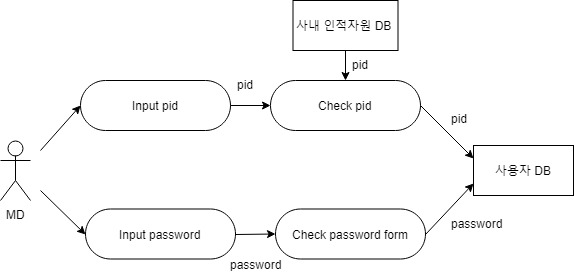 사내 인적자원 DB
pid
pid
Input pid
Check pid
pid
사용자 DB
MD
Input password
Check password form
password
password